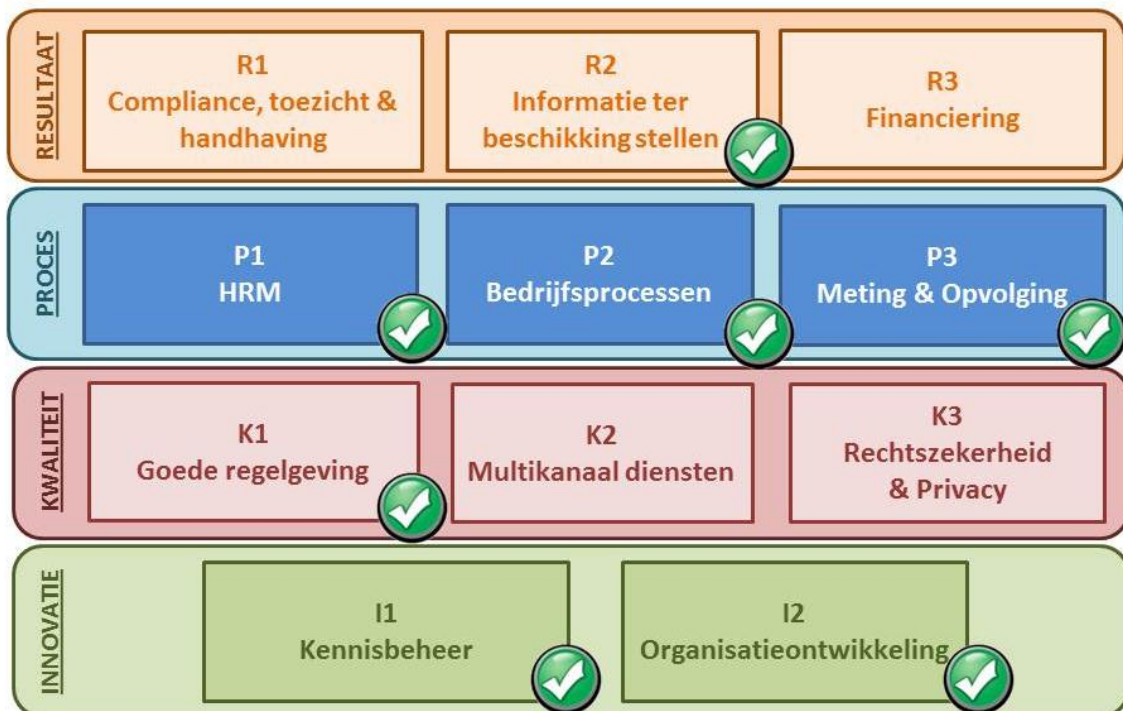 RESULTAAT
R1
Compliance, toezicht &
handhaving
R2
Informatie ter
beschikking stellen
R3
Financiering
PROCES
P1
HRM
P2
Bedrijfsprocessen
P3
Meting & Opvolging
KWALITEIT
K1
Goede regelgeving
K2
Multikanaal diensten
K3
Rechtszekerheid
& Privacy
INNOVATIE
I1
Kennisbeheer
I2
Organisatieontwikkeling